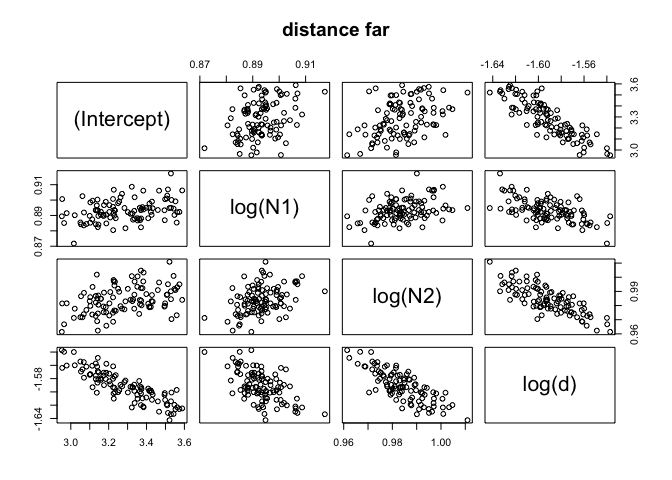 distance far
0.87 0.89 0.91
-1.64 -1.60 -1.56
(Intercept)
3.0 3.3 3.6
0.87 0.89 0.91
log(N1)
log(N2)
0.96 0.99
-1.64 -1.58
log(d)
3.0 3.2 3.4 3.6
0.96 0.98 1.00